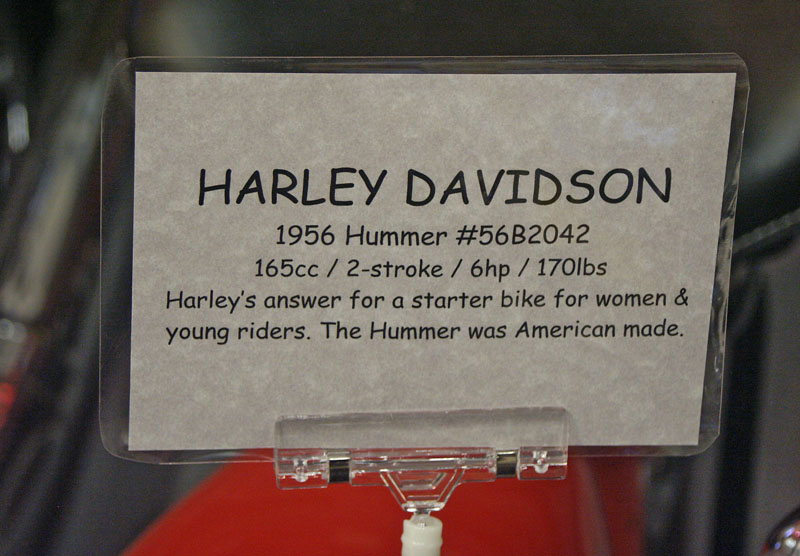 HARLEY DAVIDSON
1956 Hummer #56B2042
165cc / 2-stroke / 6hp / 170lbs
Harley's answer for a starter bike for women &
young riders. The Hummer was American made.